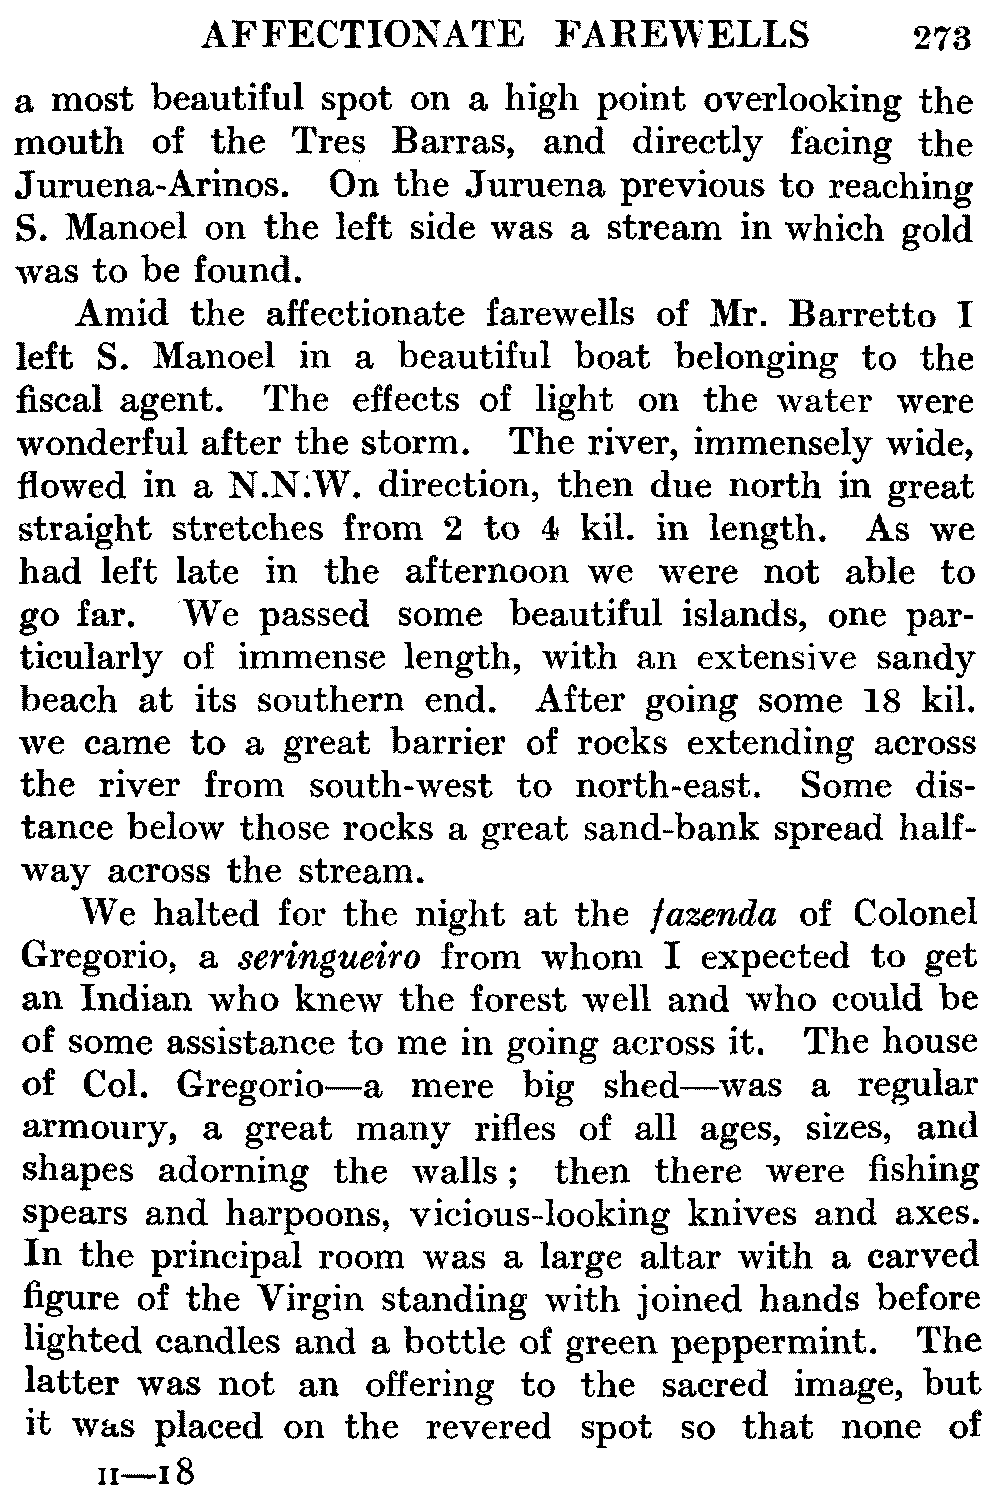 AFFECTIONATE FAREWELLS 273
a most beautiful spot on a high point overlooking the
mouth of the Tres Barras, and directly facing the
Juruena-Arinos. On the Juruena previous to reaching
S. Manoel on the left side was a stream in which gold
was to be found.
Amid the affectionate farewells of Mr. Barretto I
left S. Manoel in a beautiful boat belonging to the
fiscal agent. The effects of light on the water were
wonderful after the storm. The river, immensely wide,
flowed in a N.N.W. direction, then due north in great
straight stretches from 2 to 4 kil. in length. As we
had left late in the afternoon we were not able to
go far. We passed some beautiful islands, one par-
ticularly of immense length, with an extensive sandy
beach at its southern end. After going some 18 kil.
we came to a great barrier of rocks extending across
the river from south-west to north-east. Some dis-
tance below those rocks a great sand-bank spread half-
way across the stream.
We halted for the night at the fazenda of Colonel
Gregorio, a seringueiro from whom I expected to get
an Indian who knew the forest well and who could be
of some assistance to me in going across it. The house
of Col. Gregorio—a mere big shed—was a regular
armoury, a great many rifles of all ages, sizes, and
shapes adorning the walls; then there were fishing
spears and harpoons, vicious-looking knives and axes.
In the principal room was a large altar with a carved
figure of the Virgin standing with joined hands before
lighted candles and a bottle of green peppermint. The
latter was not an offering to the sacred image, but
it was placed on the revered spot so that none of
II—18